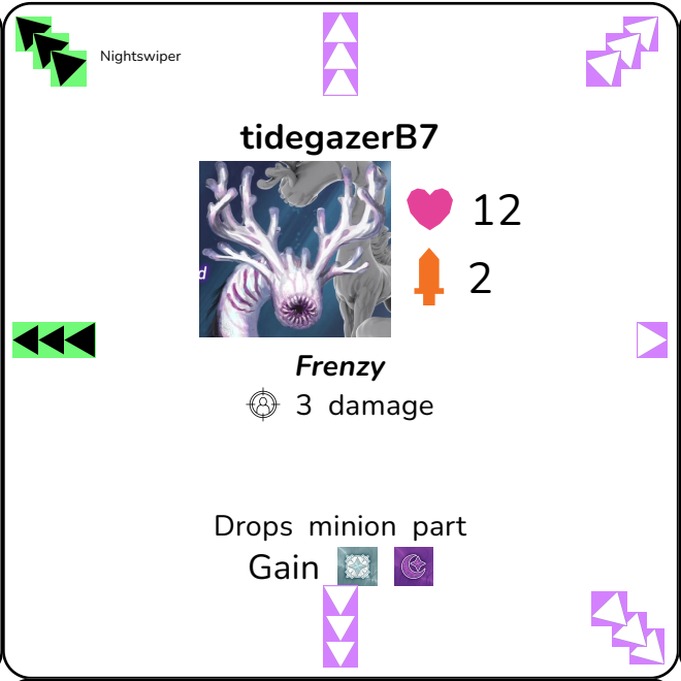 Nightswiper
tidegazerB7
12
2
d
Frenzy
3 damage
Drops minion part
Gain